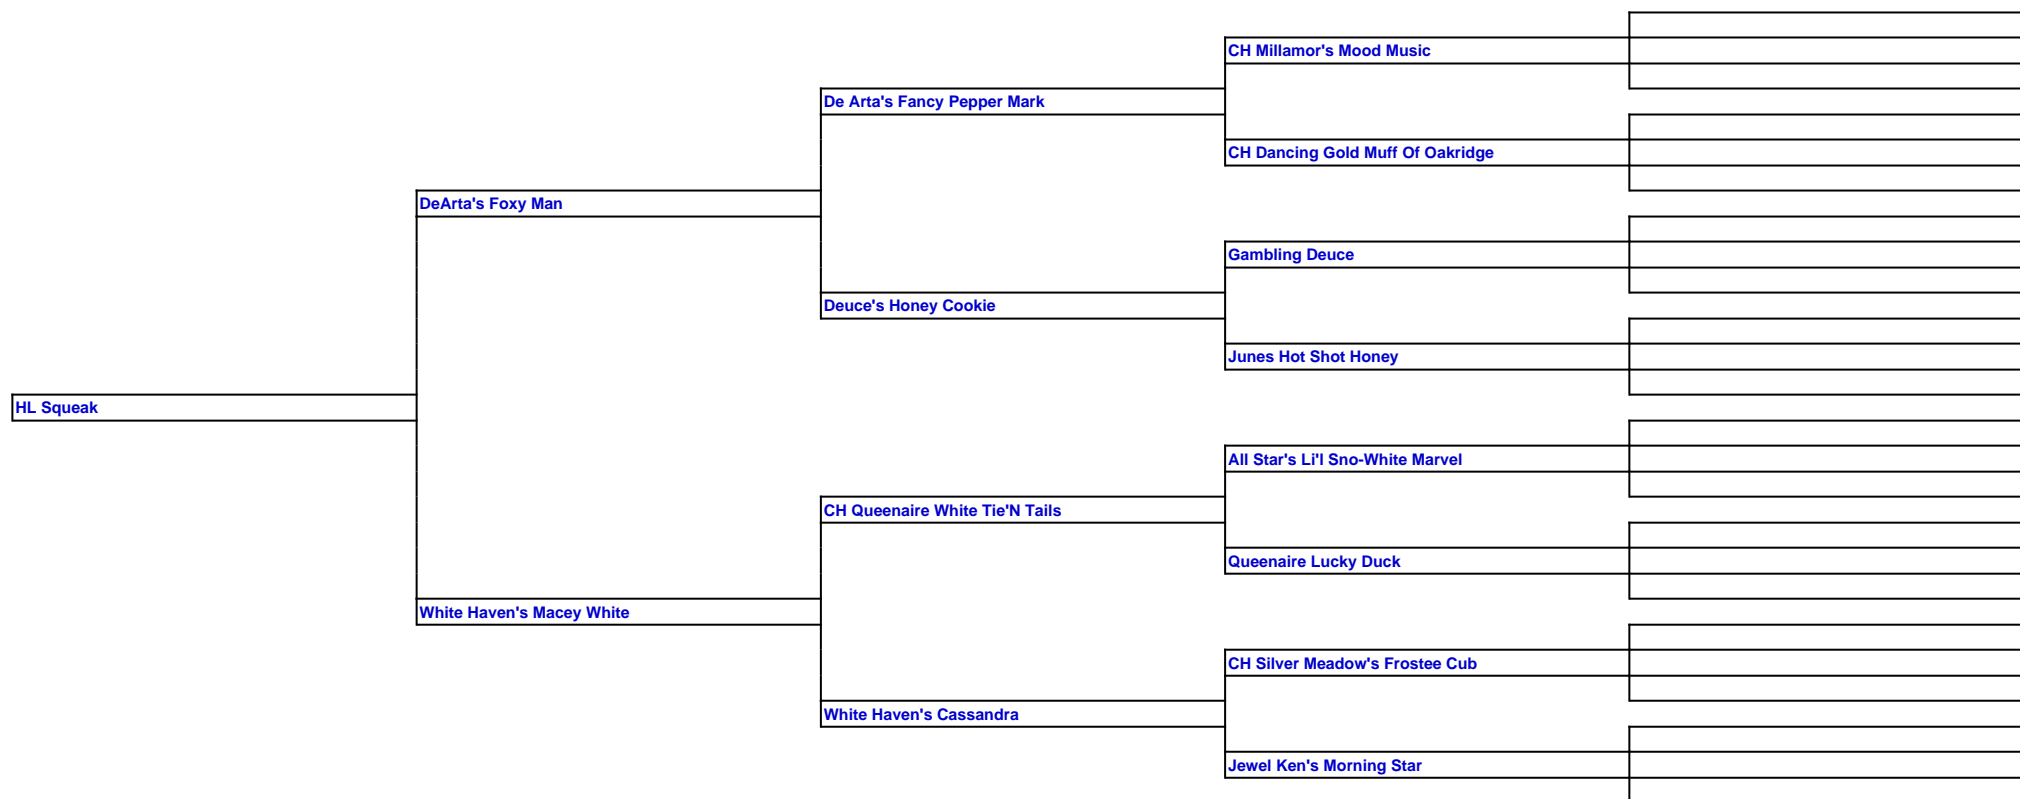 CH Millamor's Mood Music
De Arta's Fancy Pepper Mark
CH Dancing Gold Muff Of Oakridge
DeArta's Foxy Man
Gambling Deuce
Deuce's Honey Cookie
Junes Hot Shot Honey
HL Squeak
All Star's Li'l Sno-White Marvel
CH Queenaire White Tie'N Tails
Queenaire Lucky Duck
White Haven's Macey White
CH Silver Meadow's Frostee Cub
White Haven's Cassandra
Jewel Ken's Morning Star